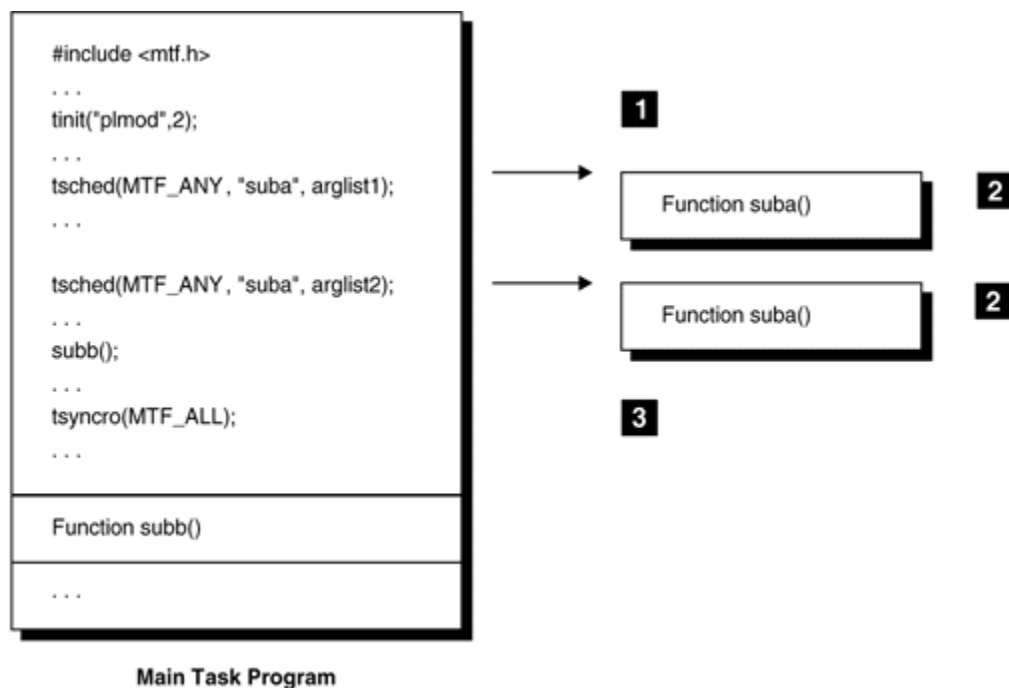 #include <mtf.h>
. . .
tinit("plmod",2);
. . .
tsched(MTF_ANY, "suba", arglist1);
. . .
tsched(MTF_ANY, "suba", arglist2);
. . .
subb();
. . .
tsyncro(MTF_ALL);
. . .
Function subb()
. . .
Main Task Program
1
Function suba()
2
Function suba()
2
3